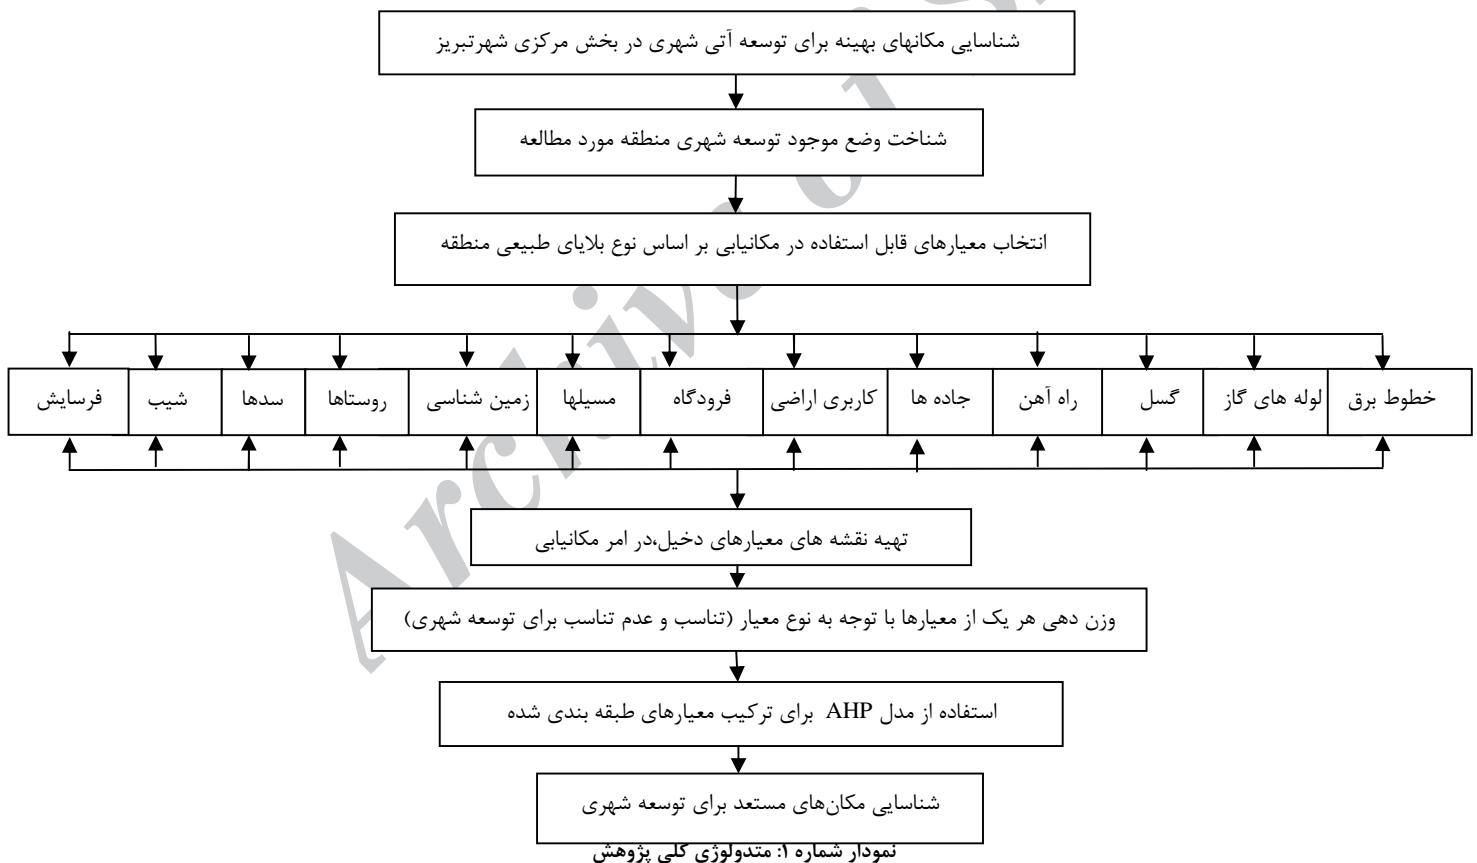 شناسایی مکانهای بهینه برای توسعه آتی شهری در بخش مرکزی شهرتبریز
شناخت وضع موجود توسعه شهری منطقه مورد مطالعه
انتخاب معیارهای قابل استفاده در مکانیابی بر اساس نوع بلایای طبیعی منطقه
خطوط برق
لوله های گاز
گسل
راه آهن
جاده ها
کاربری اراضی
فرودگاه
مسیلها
زمین شناسی
روستاها
سدها
شیب
فرسایش
تهیه نقشه های معیارهای دخیل،در امر مکانیابی
وزن دهی هر یک از معیارها با توجه به نوع معیار (تناسب و عدم تناسب برای توسعه شهری)
استفاده از مدل AHP برای ترکیب معیارهای طبقه بندی شده
شناسایی مکان‌های مستعد برای توسعه شهری
نمودار شماره ۱: متدولوژی کلی پژوهش
Archive of S